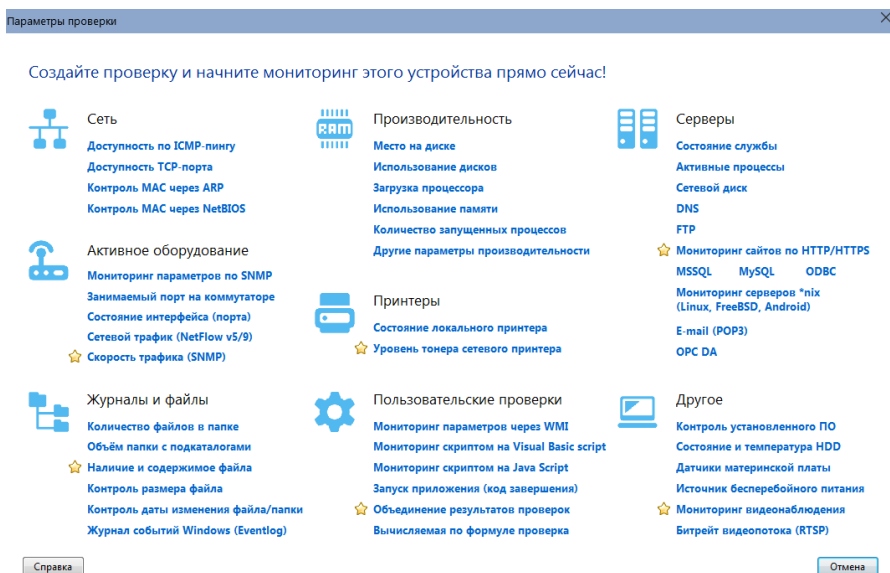 Параметры проверки
Создайте проверку и начните мониторинг этого устройства прямо сейчас!
Сеть
Доступность по ICMP-пингу
Доступность TCP-порта
Контроль MAC через ARP
Контроль MAC через NetBIOS
Активное оборудование
Мониторинг параметров по SNMP
Занимаемый порт на коммутаторе
Состояние интерфейса (порта)
Сетевой трафик (NetFlow v5/9)
Скорость трафика (SNMP)
Журналы и файлы
Количество файлов в папке
Объём папки с подкаталогами
Наличие и содержимое файла
Контроль размера файла
Контроль даты изменения файла/папки
Журнал событий Windows (Eventlog)
RAM
Производительность
Место на диске
Использование дисков
Загрузка процессора
Использование памяти
Количество запущенных процессов
Другие параметры производительности
Принтеры
Состояние локального принтера
Уровень тонера сетевого принтера
Пользовательские проверки
Мониторинг параметров через WMI
Мониторинг скриптом на Visual Basic script
Мониторинг скриптом на Java Script
Запуск приложения (код завершения)
Объединение результатов проверок
Вычисляемая по формуле проверка
Серверы
Состояние службы
Активные процессы
Сетевой диск
DNS
FTP
Мониторинг сайтов по HTTP/HTTPS
MSSQL MySQL ODBC
Мониторинг серверов *nix
(Linux, FreeBSD, Android)
E-mail (POP3)
OPC DA
Другое
Контроль установленного ПО
Состояние и температура HDD
Датчики материнской платы
Источник бесперебойного питания
Мониторинг видеонаблюдения
Битрейт видеопотока (RTSP)
Справка
Отмена